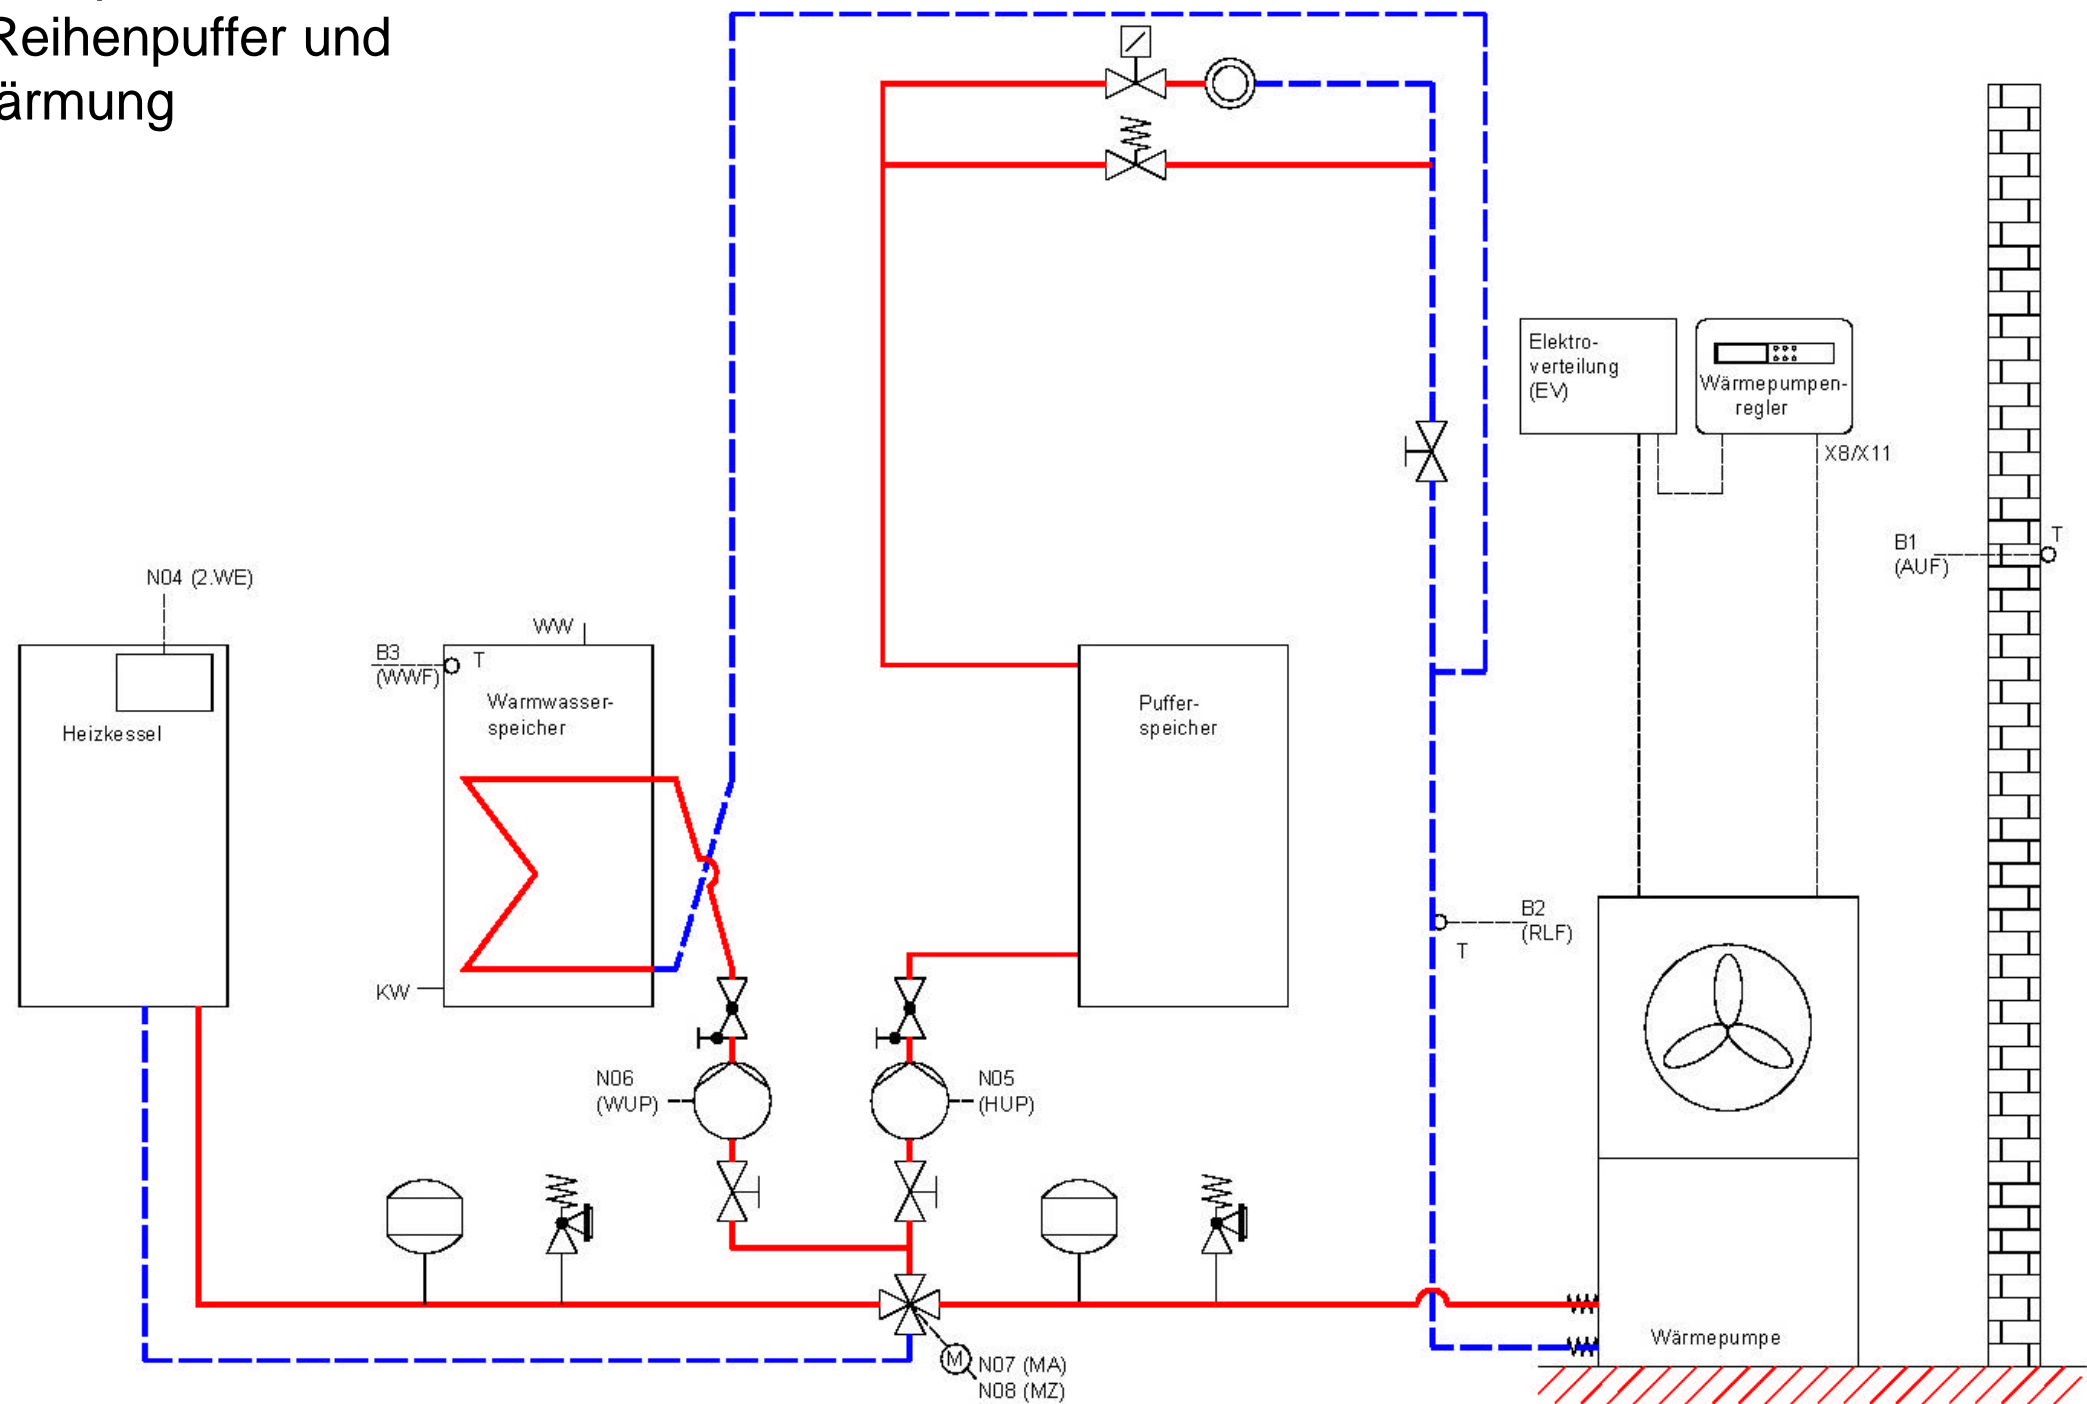 Reihenpuffer und
ärmung
Elektro-
verteilung
(EV)
Wärmepumpen-
regler
X8/X11
B1
(AUF)
T
N04 (2.WE)
WW
B3
(WWF)
T
Warmwasser-
speicher
Heizkessel
Puffer-
speicher
B2
(RLF)
T
KW
N06
(WUP)
N05
(HUP)
Wärmepumpe
M
N07 (MA)
N08 (MZ)